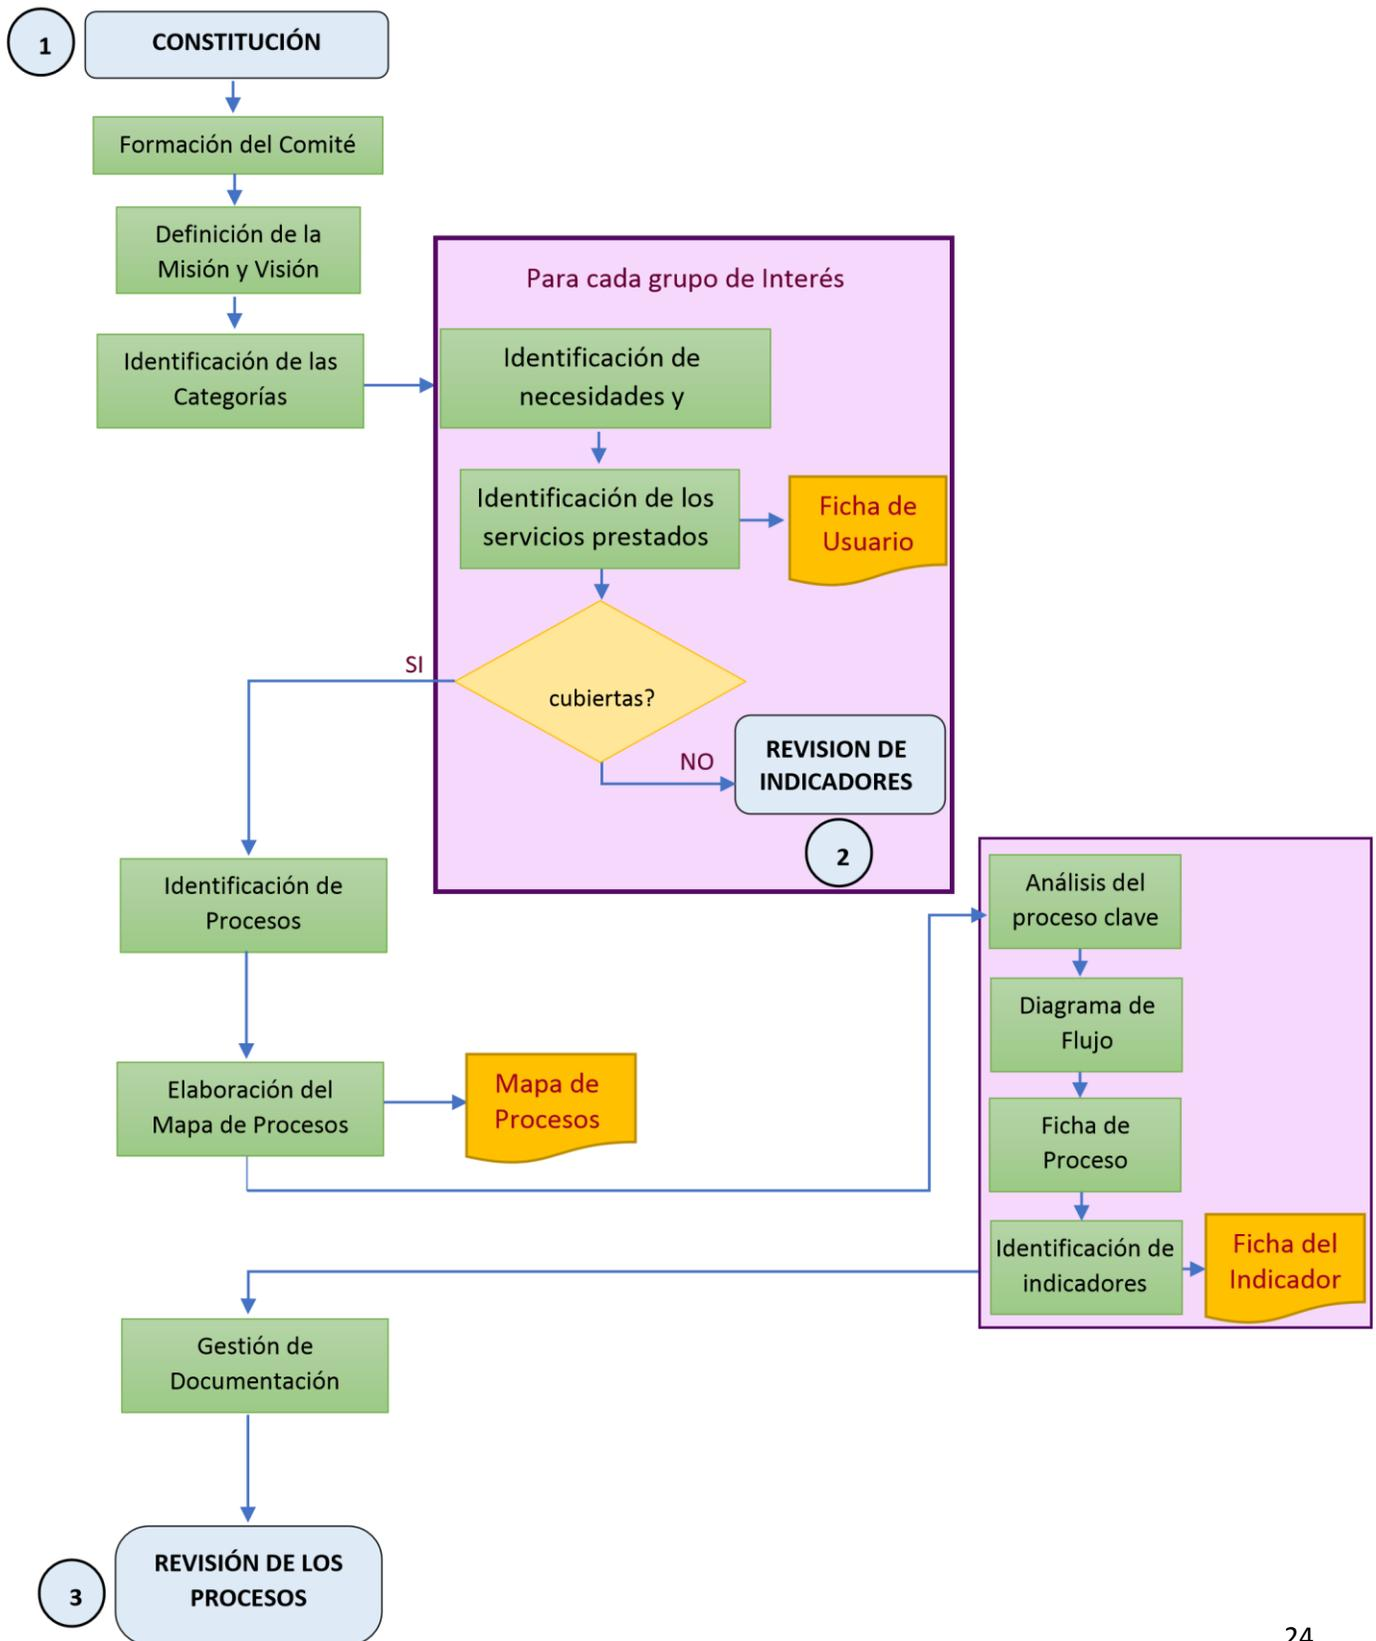 1
CONSTITUCIÓN
Formación del Comité
Definición de la
Misión y Visión
Identificación de las
Categorías
Para cada grupo de Interés
Identificación de
necesidades y
Identificación de los
servicios prestados
Ficha de
Usuario
cubiertas?
SI
NO
REVISION DE
INDICADORES
2
Identificación de
Procesos
Elaboración del
Mapa de Procesos
Mapa de
Procesos
Análisis del
proceso clave
Diagrama de
Flujo
Ficha de
Proceso
Identificación de
indicadores
Ficha del
Indicador
Gestión de
Documentación
3
REVISIÓN DE LOS
PROCESOS
24